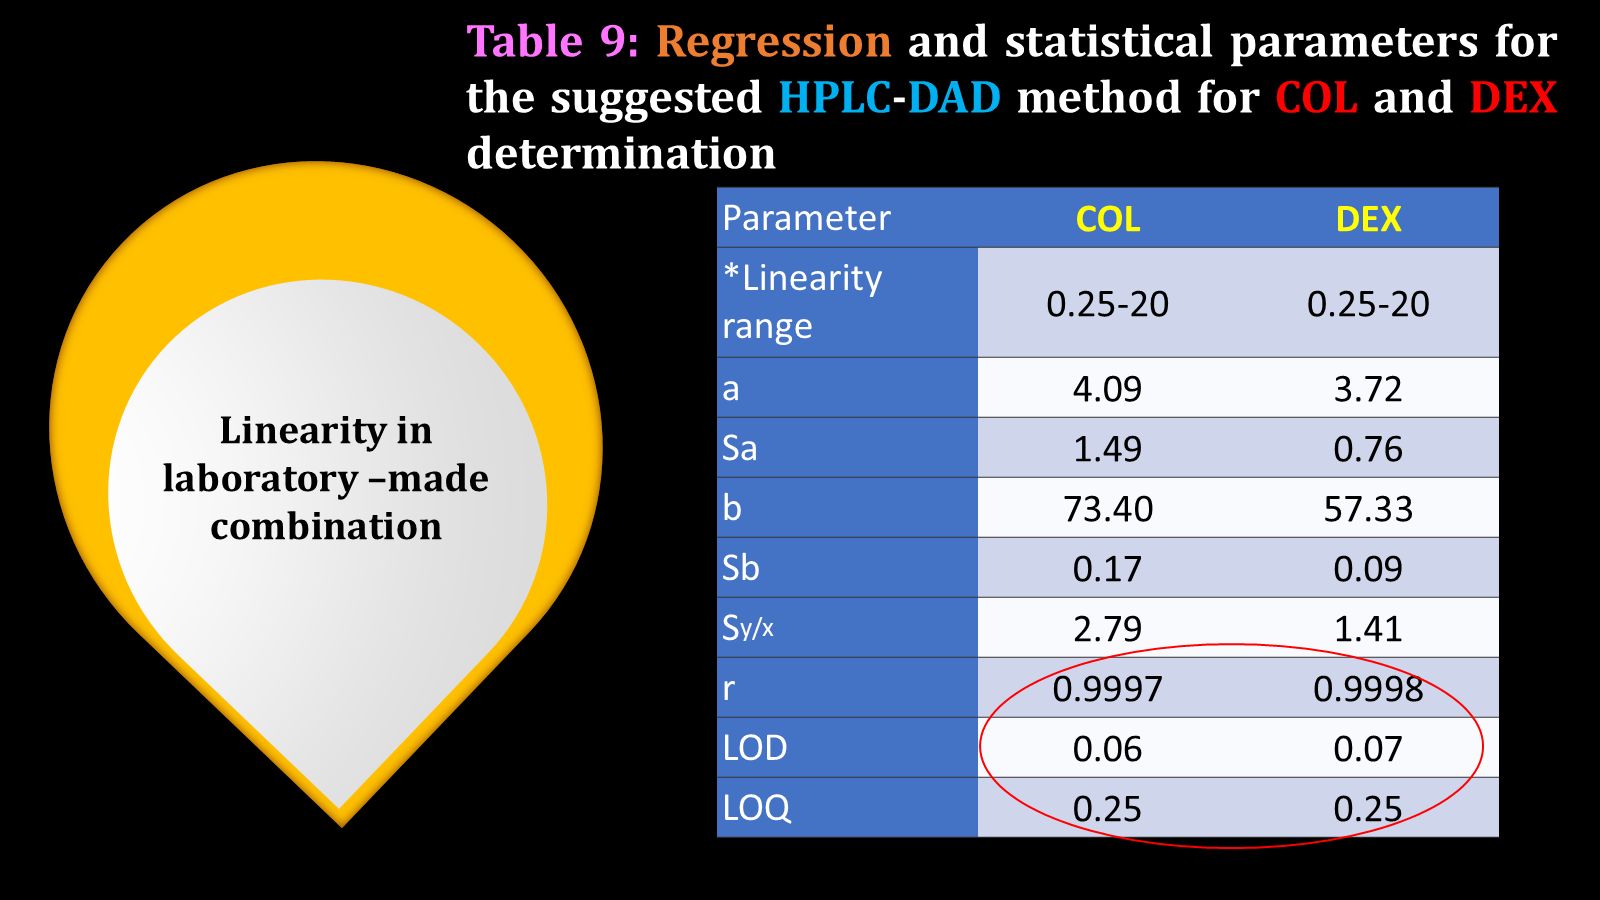 Table 9: Regression and statistical parameters for
the suggested HPLC-DAD method for COL and DEX
determination
Linearity in
laboratory –made
combination
Parameter COL DEX
*Linearity
range 0.25-20 0.25-20
a 4.09 3.72
Sa 1.49 0.76
b 73.40 57.33
Sb 0.17 0.09
Sy/x 2.79 1.41
r 0.9997 0.9998
LOD 0.06 0.07
LOQ 0.25 0.25